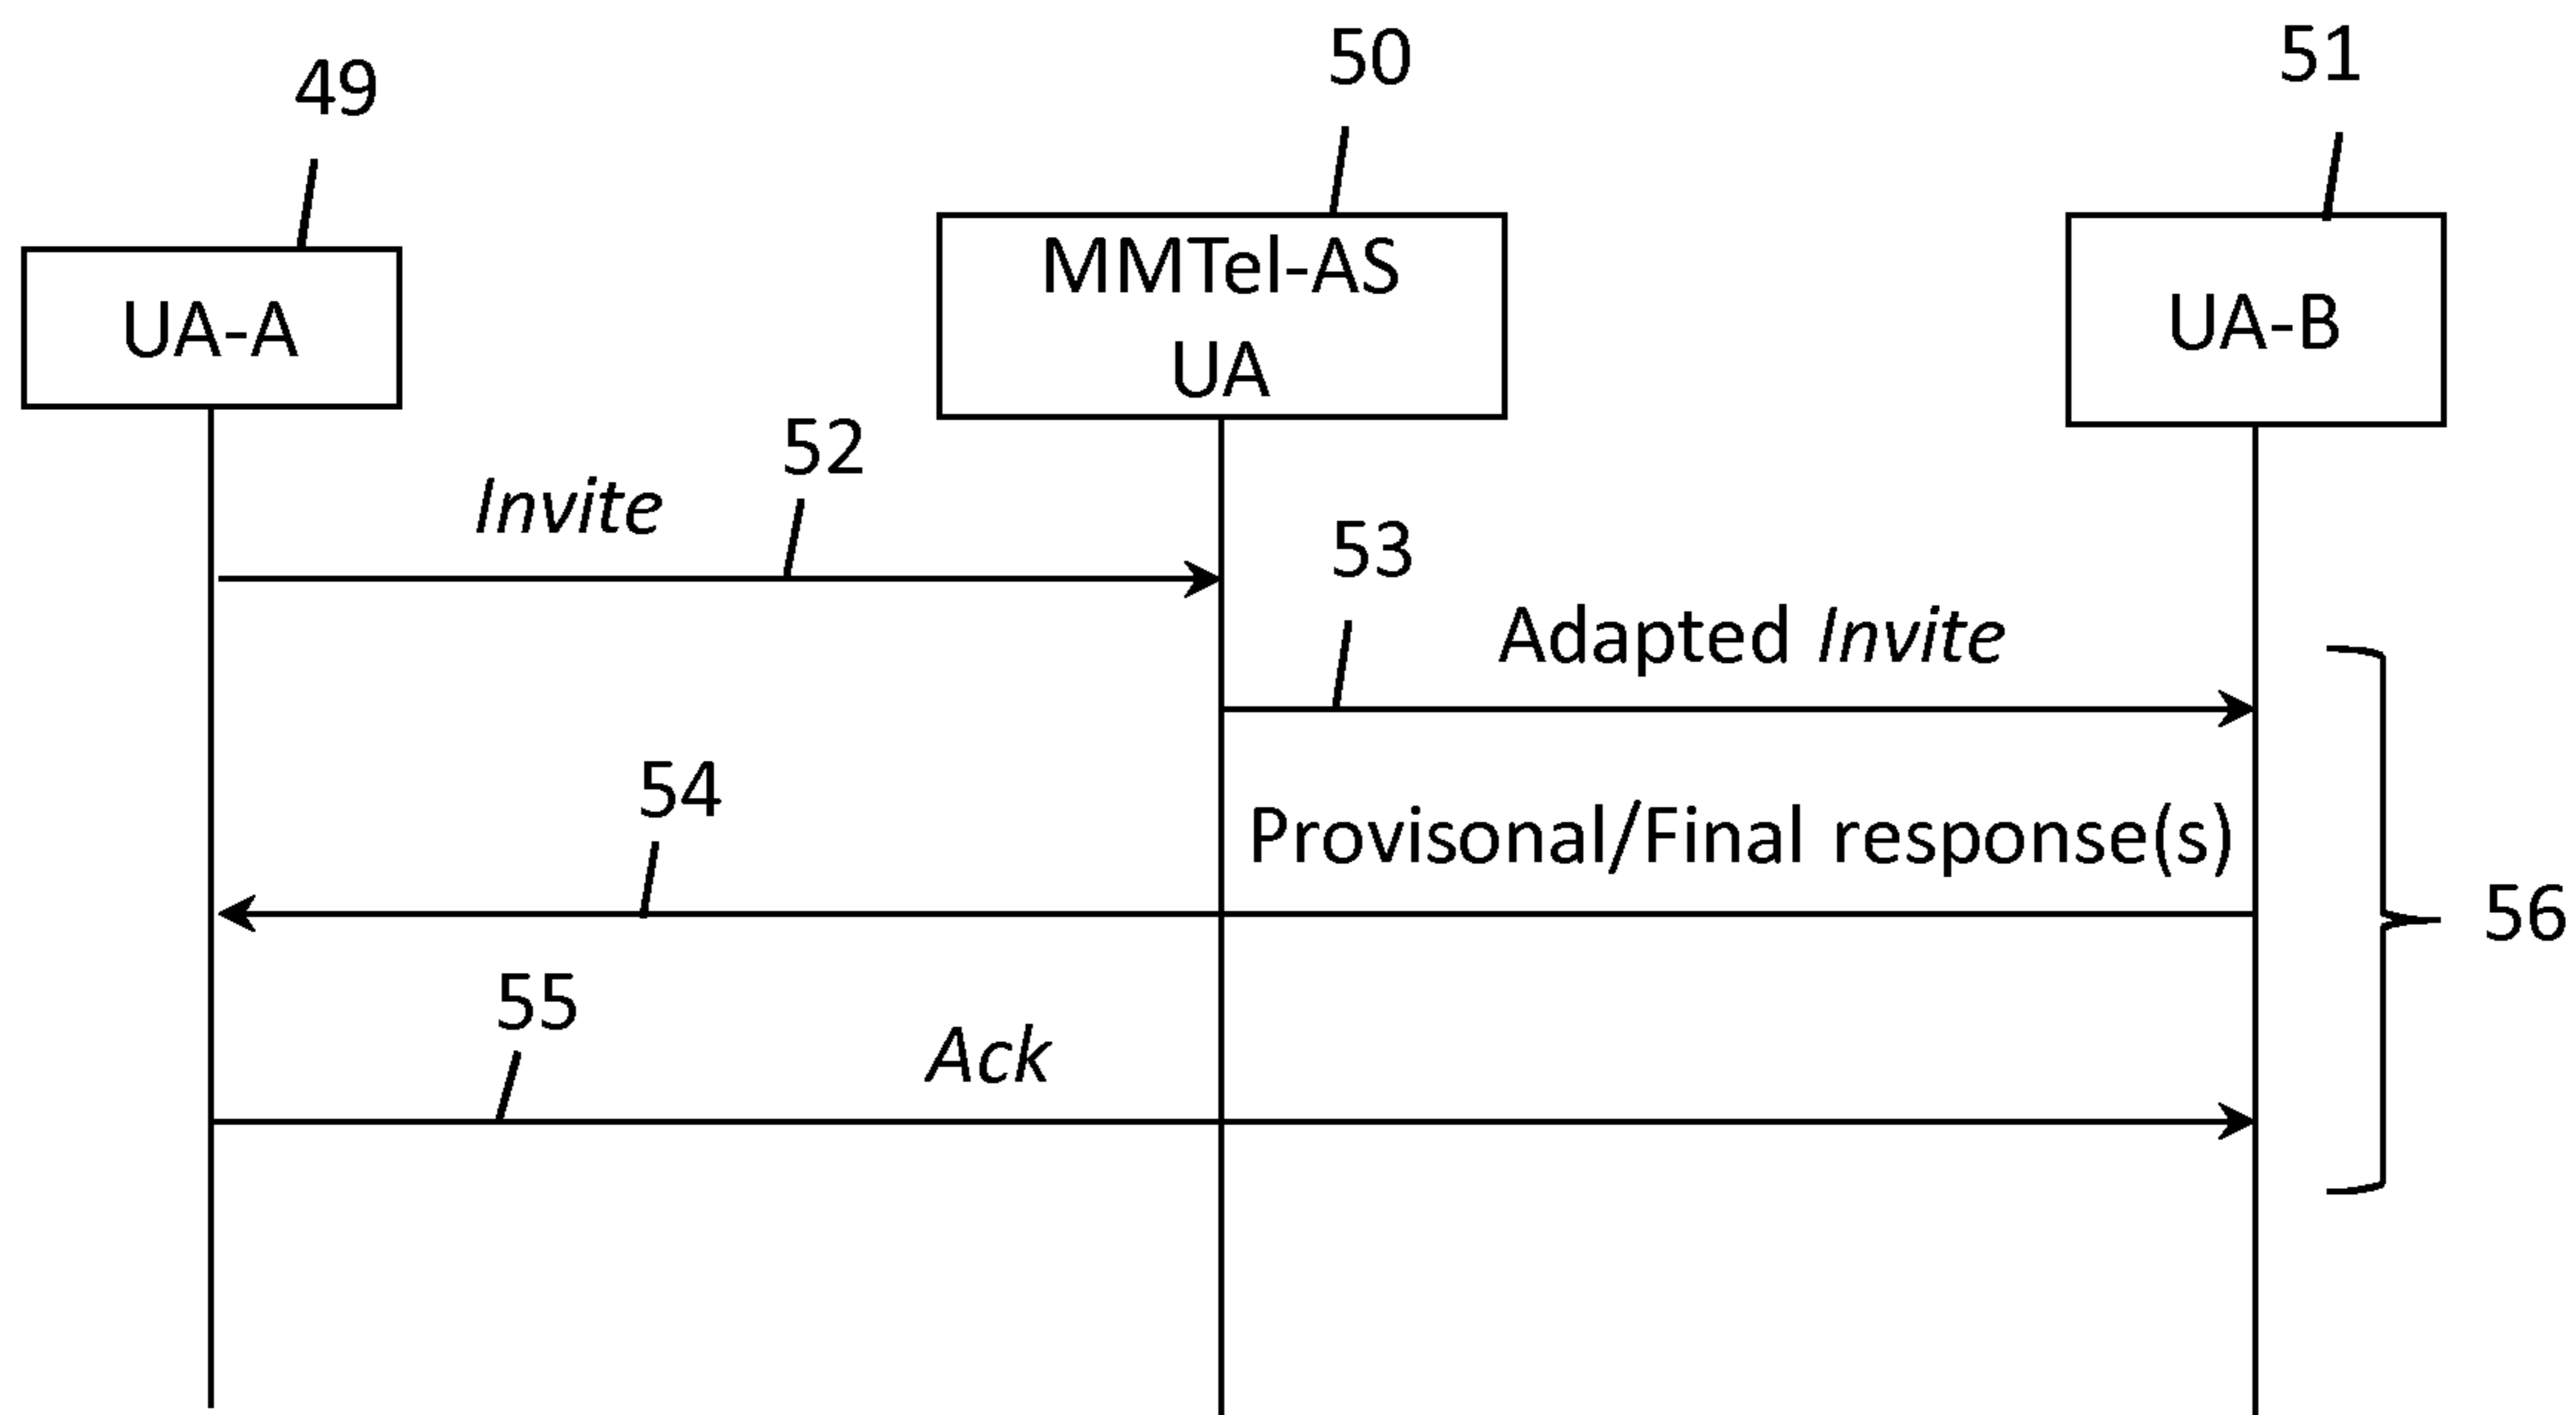 49
50
51
UA-A
MMTel-AS
UA
UA-B
52
Invite
53
Adapted Invite
54
Provisonal/Final response(s)
56
55
Ack